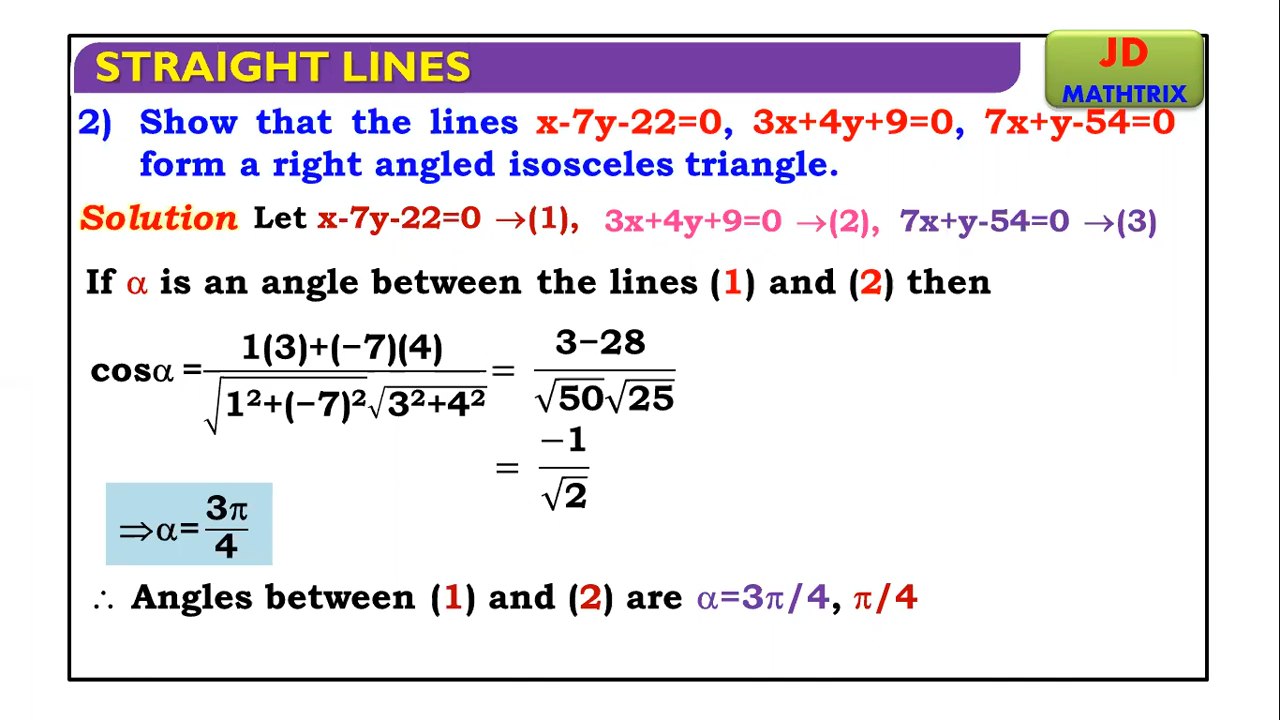 STRAIGHT LINES
JD
MATHTRIX
2) Show that the lines x-7y-22=0, 3x+4y+9=0, 7x+y-54=0
form a right angled isosceles triangle.
Solution Let x-7y-22=0 →(1), 3x+4y+9=0 →(2), 7x+y-54=0 →(3)
If α is an angle between the lines (1) and (2) then
cosα = 1(3)+(−7)(4) / √1²+(−7)² √3²+4² = 3−28 / √50 √25
= −1 / √2
⇒α= 3π / 4
∴ Angles between (1) and (2) are α=3π/4, π/4